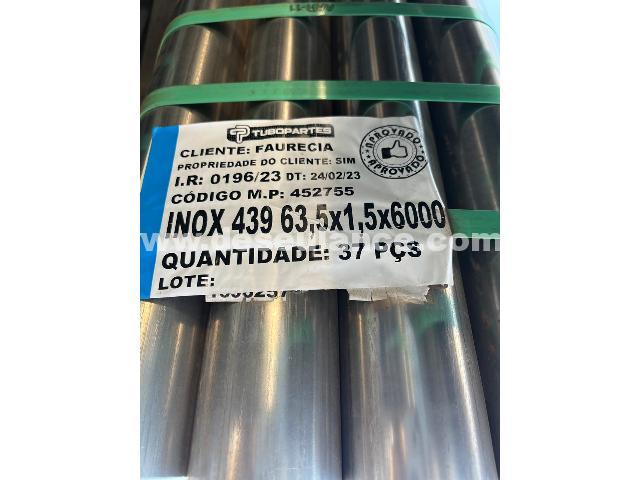 TUBOPARTES
CLIENTE: FAURECIA
PROPRIEDADE DO CLIENTE: SIM
APROVADO
APROVADO
I.R: 0196/23 DT: 24/02/23
CÓDIGO M.P: 452755
INOX 439 63,5x1,5x6000
QUANTIDADE: 37 PÇS
LOTE: